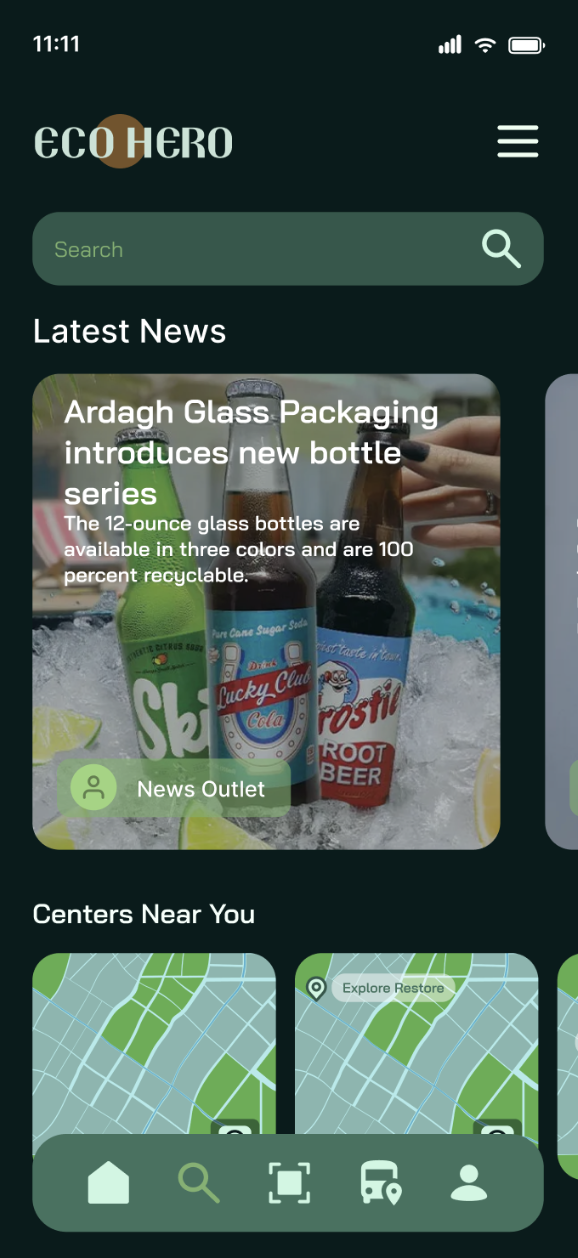 11:11
ECO HERO
Search
Latest News
Ardagh Glass Packaging
introduces new bottle
series
The 12-ounce glass bottles are
available in three colors and are 100
percent recyclable.
Pure Cane Sugar Soda
Drink
Lucky Club
Cola
Ski
rostie
ROOT
BEER
News Outlet
Centers Near You
Explore Restore